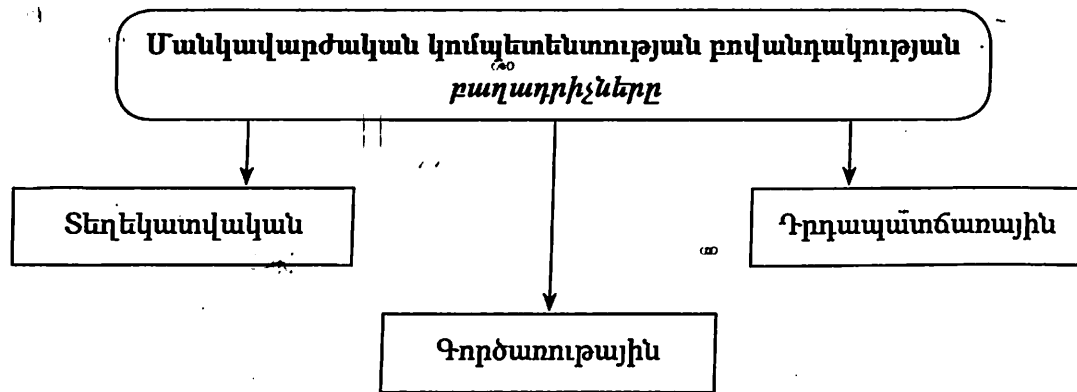 Մանկավարժական կոմպետենտության բովանդակության
բաղադրիչները
Տեղեկատվական
Դրդապատճառային
Գործառութային